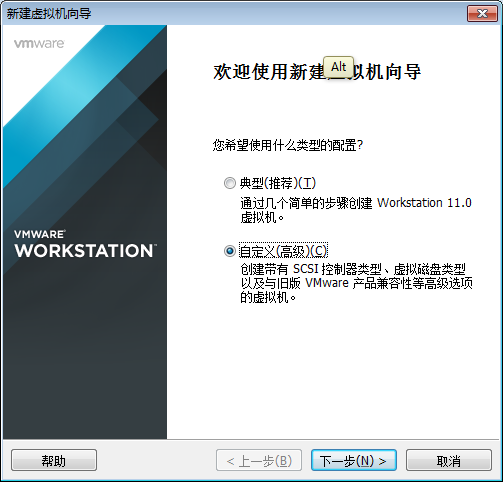 新建虚拟机向导
vmware
欢迎使用新建虚拟机向导
Alt
您希望使用什么类型的配置?
典型(推荐)(T)
通过几个简单的步骤创建 Workstation 11.0
虚拟机。
VMWARE®
WORKSTATION™
自定义(高级)(C)
创建带有 SCSI 控制器类型、虚拟磁盘类型
以及与旧版 VMware 产品兼容性等高级选项
的虚拟机。
帮助
< 上一步(B)
下一步(N) >
取消